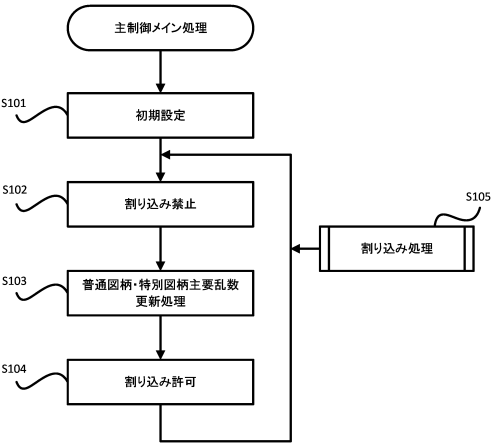 主制御メイン処理
S101
初期設定
S102
割り込み禁止
S105
割り込み処理
S103
普通図柄・特別図柄主要乱数
更新処理
S104
割り込み許可